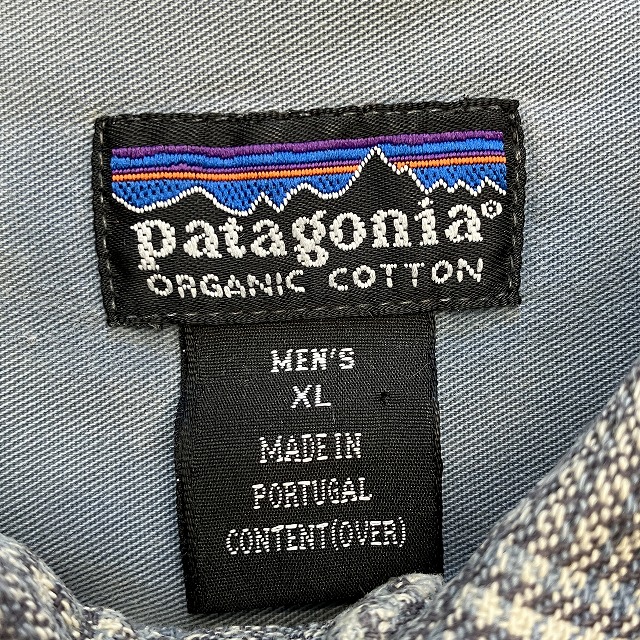 patagonia®
ORGANIC COTTON
MEN'S
XL
MADE IN
PORTUGAL
CONTENT(OVER)